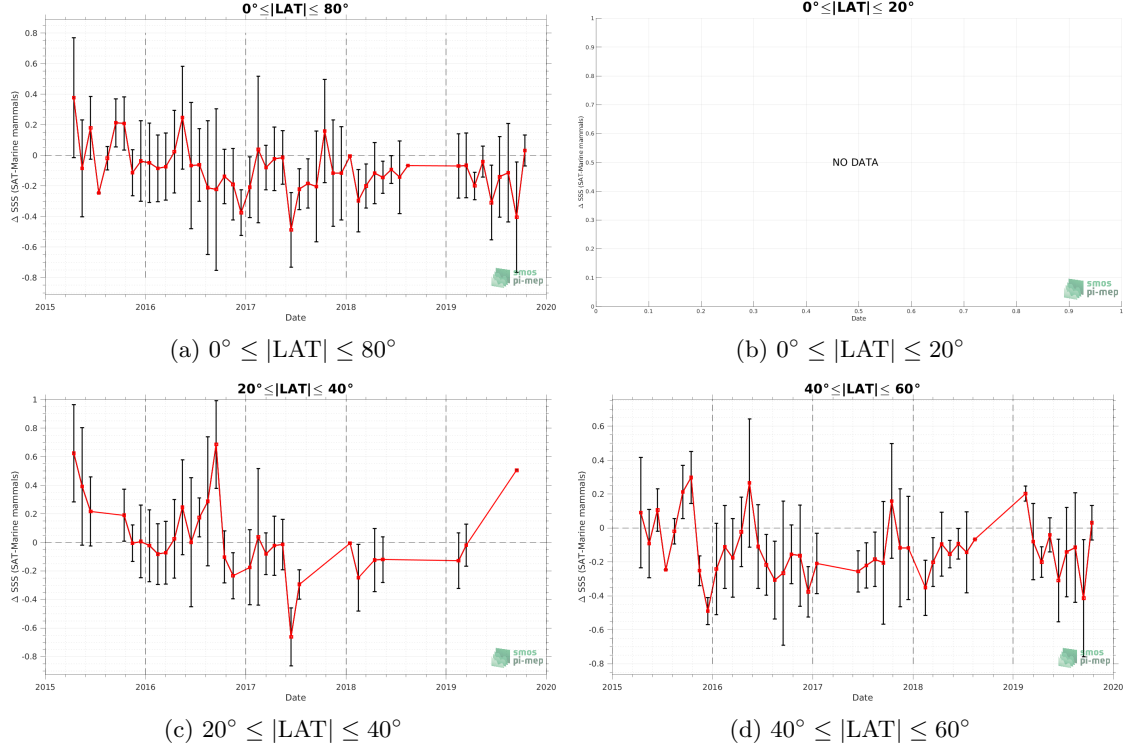 0°≤|LAT|≤ 80°
Δ SSS (SAT-Marine mammals)
0.8
0.6
0.4
0.2
0
-0.2
-0.4
-0.6
-0.8
2015
2016
2017
2018
2019
2020
Date
smos
pi-mep
(a) 0° ≤ |LAT| ≤ 80°
0°≤|LAT|≤ 20°
Δ SSS (SAT-Marine mammals)
1
0.9
0.8
0.7
0.6
0.5
0.4
0.3
0.2
0.1
0
NO DATA
0
0.1
0.2
0.3
0.4
0.5
0.6
0.7
0.8
0.9
1
Date
smos
pi-mep
(b) 0° ≤ |LAT| ≤ 20°
20°≤|LAT|≤ 40°
Δ SSS (SAT-Marine mammals)
1
0.8
0.6
0.4
0.2
0
-0.2
-0.4
-0.6
-0.8
2015
2016
2017
2018
2019
2020
Date
smos
pi-mep
(c) 20° ≤ |LAT| ≤ 40°
40°≤|LAT|≤ 60°
Δ SSS (SAT-Marine mammals)
0.6
0.4
0.2
0
-0.2
-0.4
-0.6
-0.8
2015
2016
2017
2018
2019
2020
Date
smos
pi-mep
(d) 40° ≤ |LAT| ≤ 60°